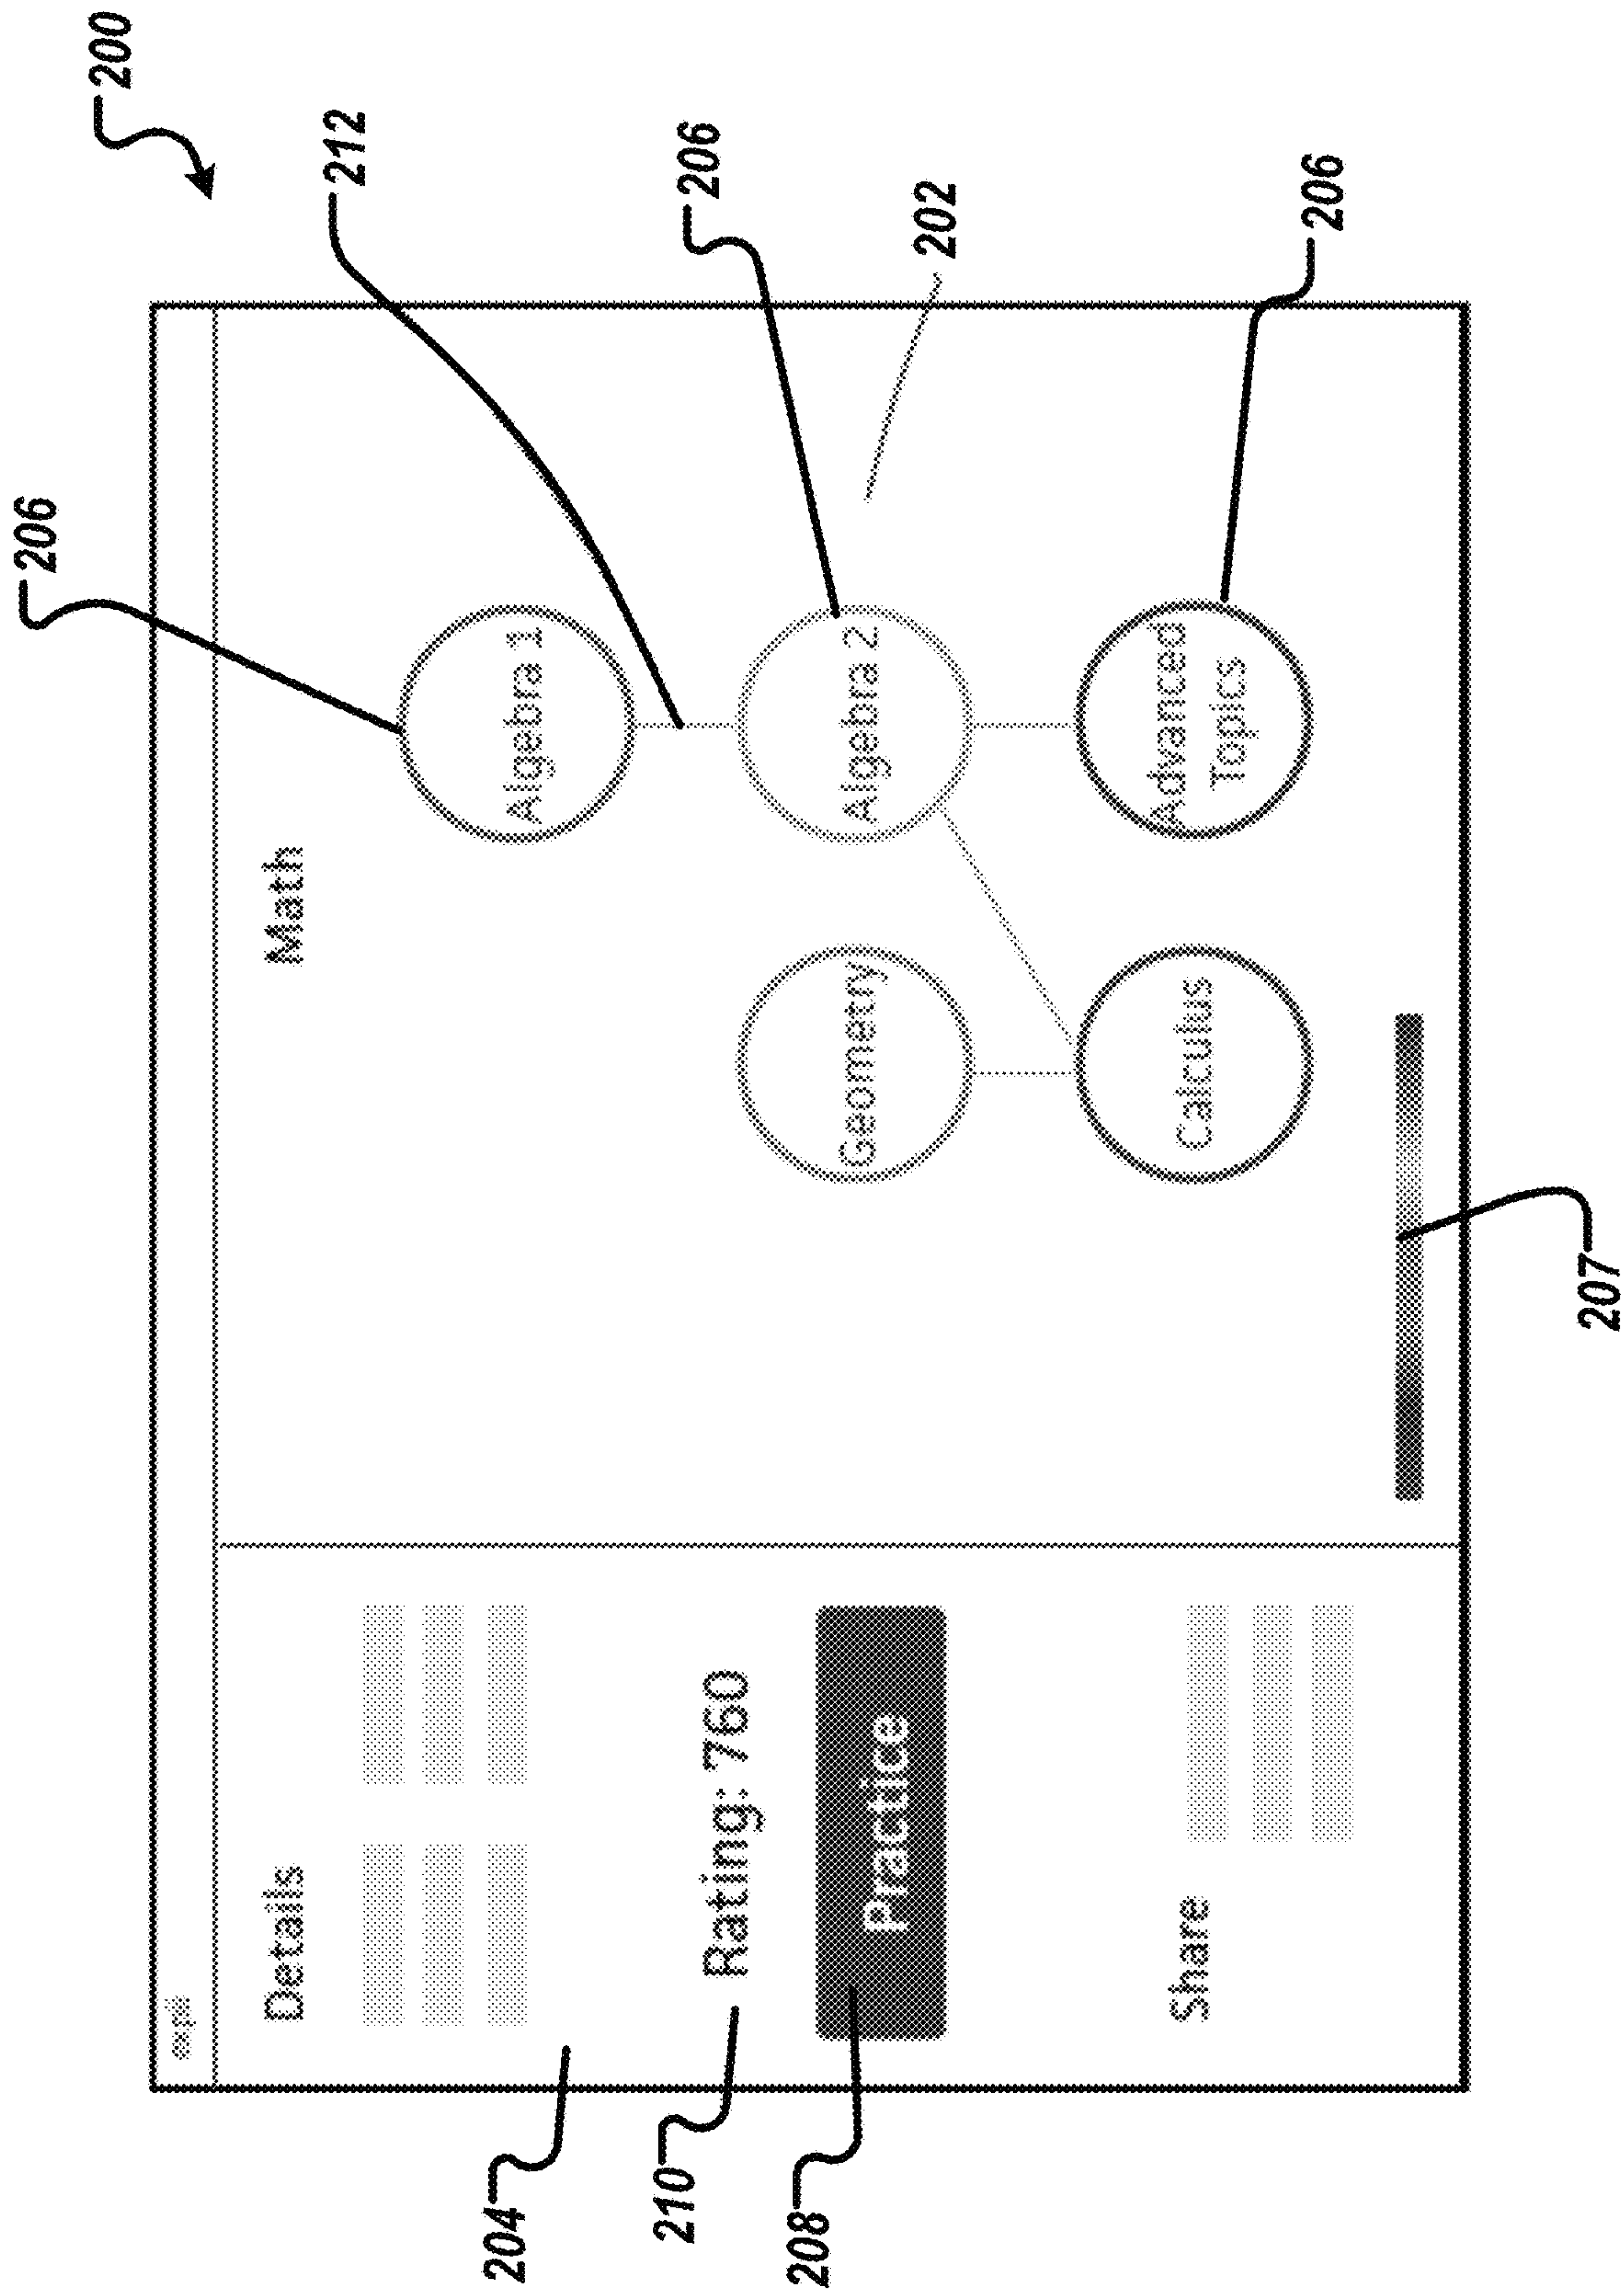 200
206
212
206
202
206
expii
Details
Math
Algebra 1
Algebra 2
Geometry
Advanced
Topics
Calculus
204
210
Rating: 760
208
Practice
Share
207